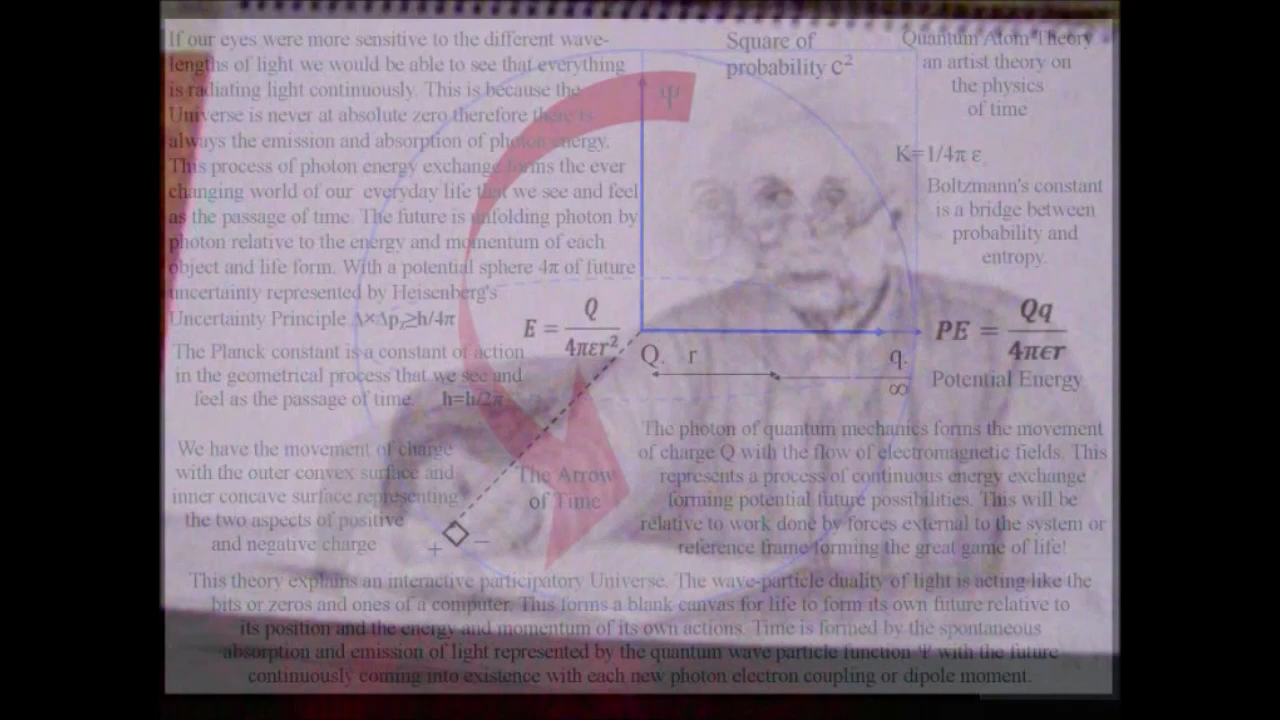 If our eyes were more sensitive to the different wave-
lengths of light we would be able to see that everything
is radiating light continuously. This is because the
Universe is never at absolute zero therefore there is
always the emission and absorption of photon energy.
This process of photon energy exchange forms the ever
changing world of our everyday life that we see and feel
as the passage of time. The future is unfolding photon by
photon relative to the energy and momentum of each
object and life form. With a potential sphere 4π of future
uncertainty represented by Heisenberg's
Uncertainty Principle Δ×Δpₓ≥h/4π
The Planck constant is a constant of action
in the geometrical process that we see and
feel as the passage of time. ħ=h/2π
We have the movement of charge
with the outer convex surface and
inner concave surface representing
the two aspects of positive
and negative charge
Square of
probability C²
Ψ
Quantum Atom Theory
an artist theory on
the physics
of time
K=1/4π ε
Boltzmann's constant
is a bridge between
probability and
entropy.
E = Q/4πεr²
Q. r q.
∞
PE = Qq/4πεr
Potential Energy
The Arrow
of Time
+ −
The photon of quantum mechanics forms the movement
of charge Q with the flow of electromagnetic fields. This
represents a process of continuous energy exchange
forming potential future possibilities. This will be
relative to work done by forces external to the system or
reference frame forming the great game of life!
This theory explains an interactive participatory Universe. The wave-particle duality of light is acting like the
bits or zeros and ones of a computer. This forms a blank canvas for life to form its own future relative to
its position and the energy and momentum of its own actions. Time is formed by the spontaneous
absorption and emission of light represented by the quantum wave particle function Ψ with the future
continuously coming into existence with each new photon electron coupling or dipole moment.